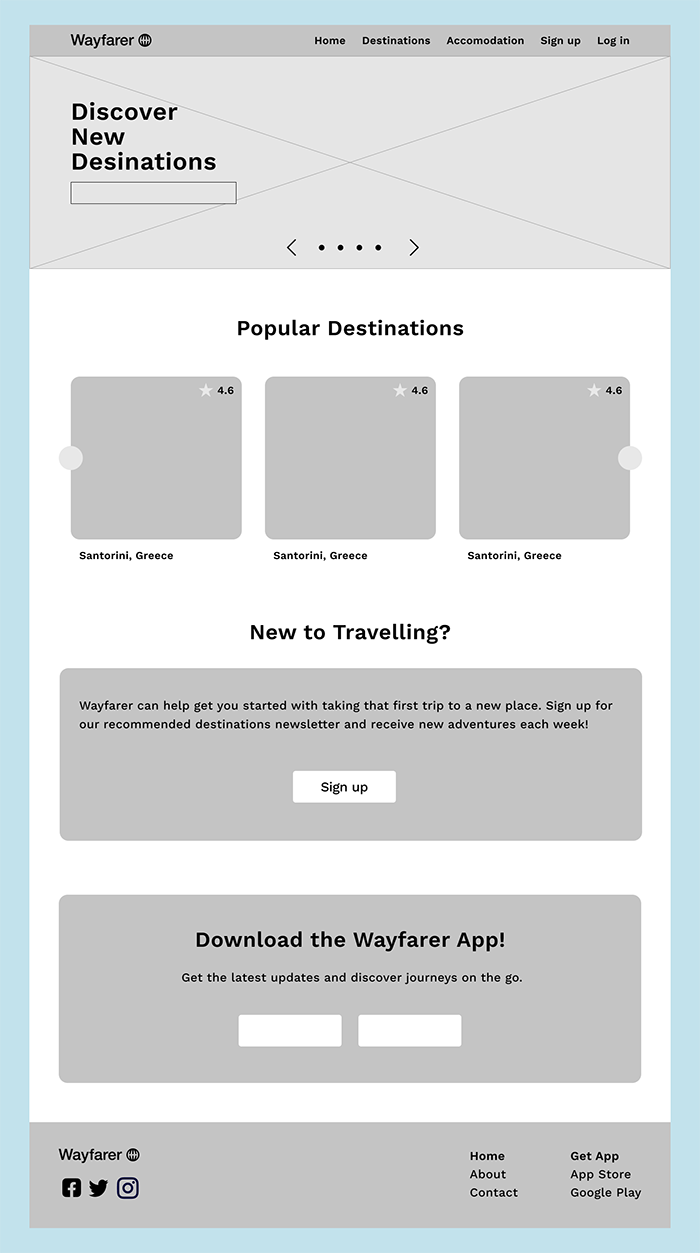 Wayfarer
Home Destinations Accomodation Sign up Log in
Discover
New
Desinations
Popular Destinations
4.6 4.6 4.6
Santorini, Greece Santorini, Greece Santorini, Greece
New to Travelling?
Wayfarer can help get you started with taking that first trip to a new place. Sign up for
our recommended destinations newsletter and receive new adventures each week!
Sign up
Download the Wayfarer App!
Get the latest updates and discover journeys on the go.
Wayfarer
Home
About
Contact
Get App
App Store
Google Play